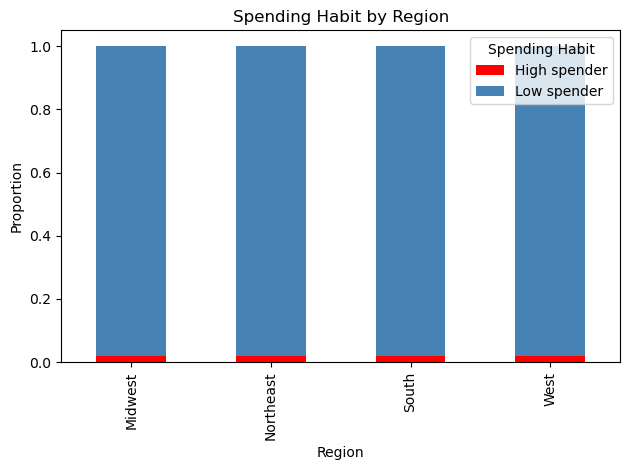 Spending Habit by Region
Spending Habit
High spender
Low spender
Proportion
1.0
0.8
0.6
0.4
0.2
0.0
Midwest
Northeast
South
West
Region